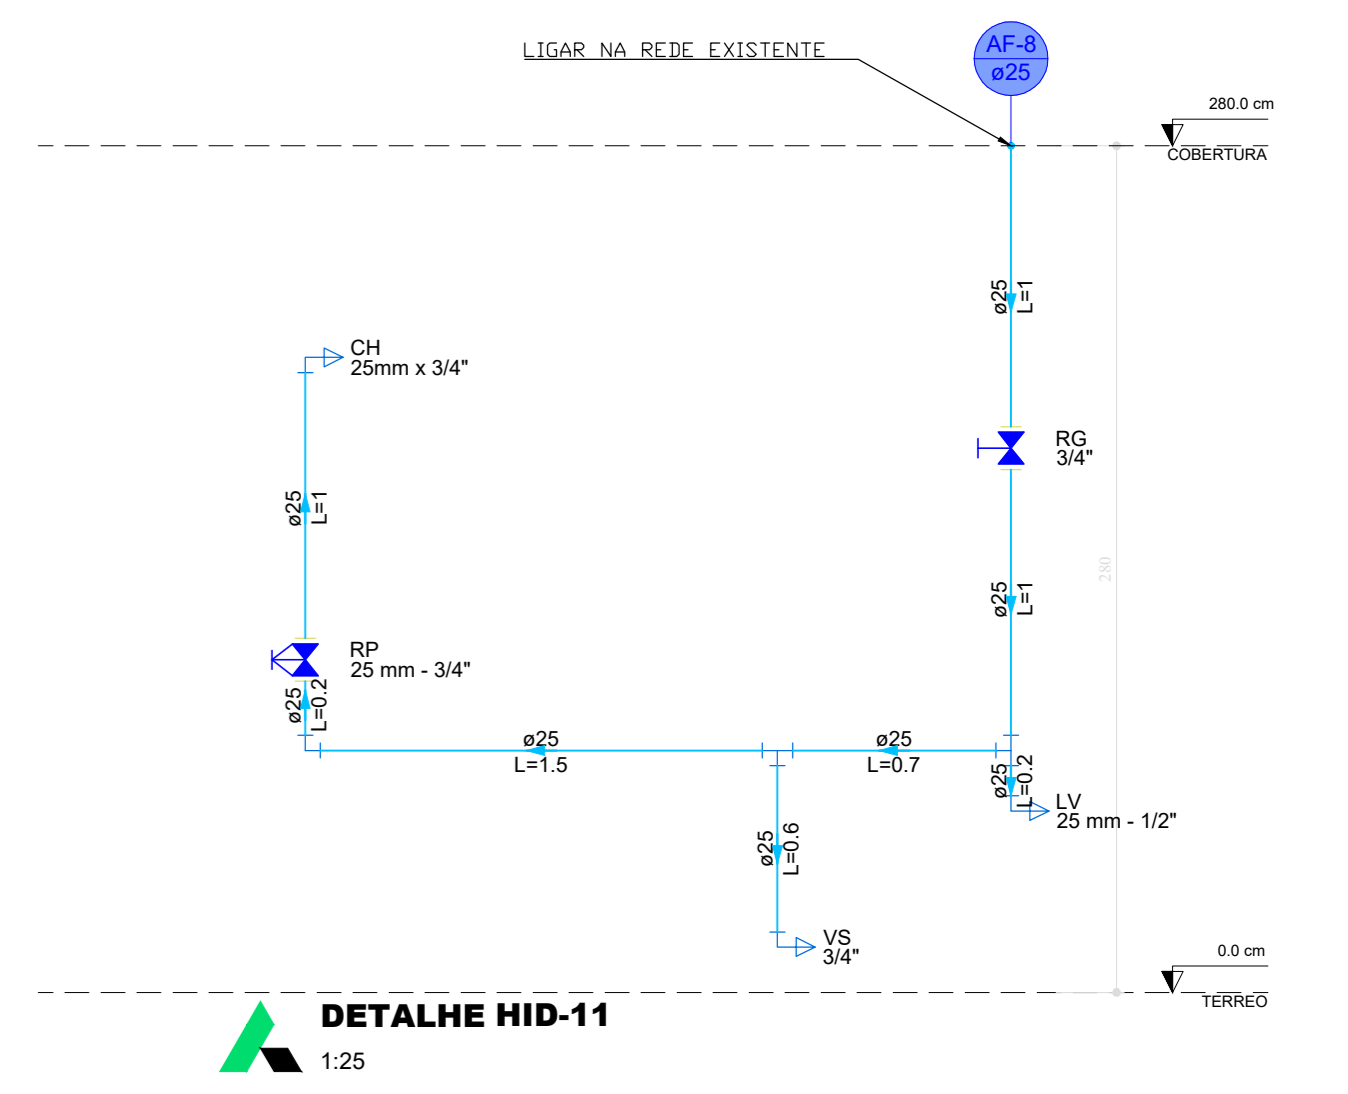 LIGAR NA REDE EXISTENTE
AF-8
ø25
280.0 cm
COBERTURA
ø25
L=1
CH
25mm x 3/4"
RG
3/4"
ø25
L=1
280
ø25
L=1
RP
25 mm - 3/4"
ø25
L=0.2
ø25
L=1.5
ø25
L=0.7
ø25
L=0.2
LV
25 mm - 1/2"
ø25
L=0.6
VS
3/4"
0.0 cm
TERREO
DETALHE HID-11
1:25